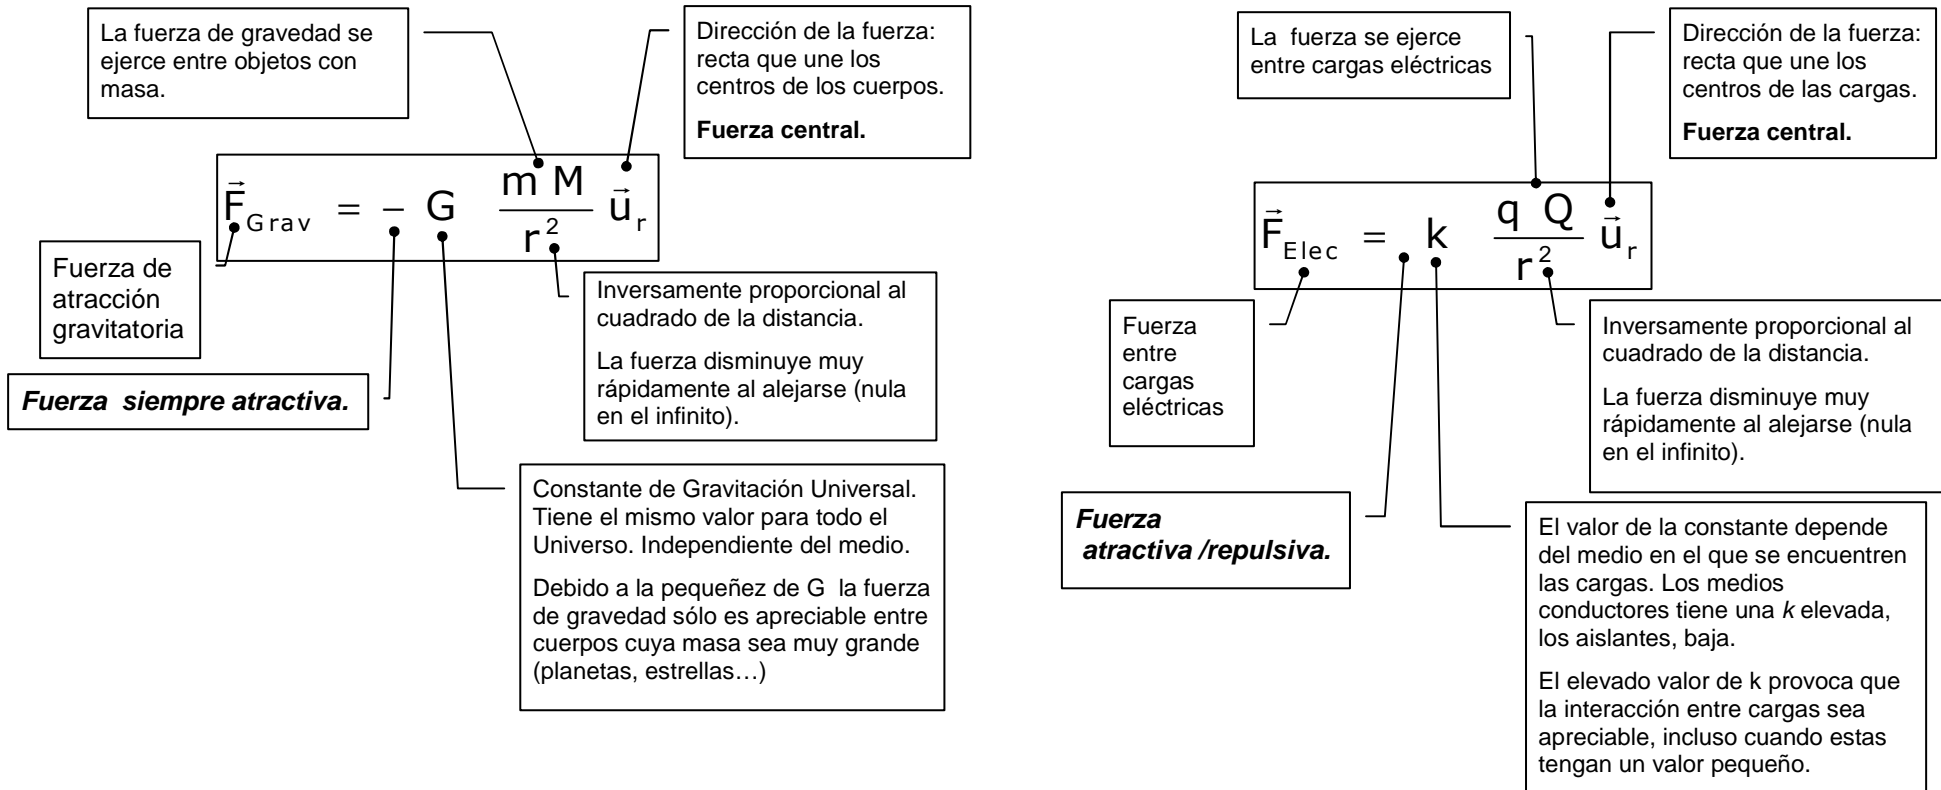 La fuerza de gravedad se
ejerce entre objetos con
masa.
Dirección de la fuerza:
recta que une los
centros de los cuerpos.
Fuerza central.
F⃗Grav = – G m M / r² u⃗r
Fuerza de
atracción
gravitatoria
Fuerza siempre atractiva.
Inversamente proporcional al
cuadrado de la distancia.
La fuerza disminuye muy
rápidamente al alejarse (nula
en el infinito).
Constante de Gravitación Universal.
Tiene el mismo valor para todo el
Universo. Independiente del medio.
Debido a la pequeñez de G la fuerza
de gravedad sólo es apreciable entre
cuerpos cuya masa sea muy grande
(planetas, estrellas…)
La fuerza se ejerce
entre cargas eléctricas
Dirección de la fuerza:
recta que une los
centros de las cargas.
Fuerza central.
F⃗Elec = k q Q / r² u⃗r
Fuerza
entre
cargas
eléctricas
Fuerza
atractiva /repulsiva.
Inversamente proporcional al
cuadrado de la distancia.
La fuerza disminuye muy
rápidamente al alejarse (nula
en el infinito).
El valor de la constante depende
del medio en el que se encuentren
las cargas. Los medios
conductores tiene una k elevada,
los aislantes, baja.
El elevado valor de k provoca que
la interacción entre cargas sea
apreciable, incluso cuando estas
tengan un valor pequeño.